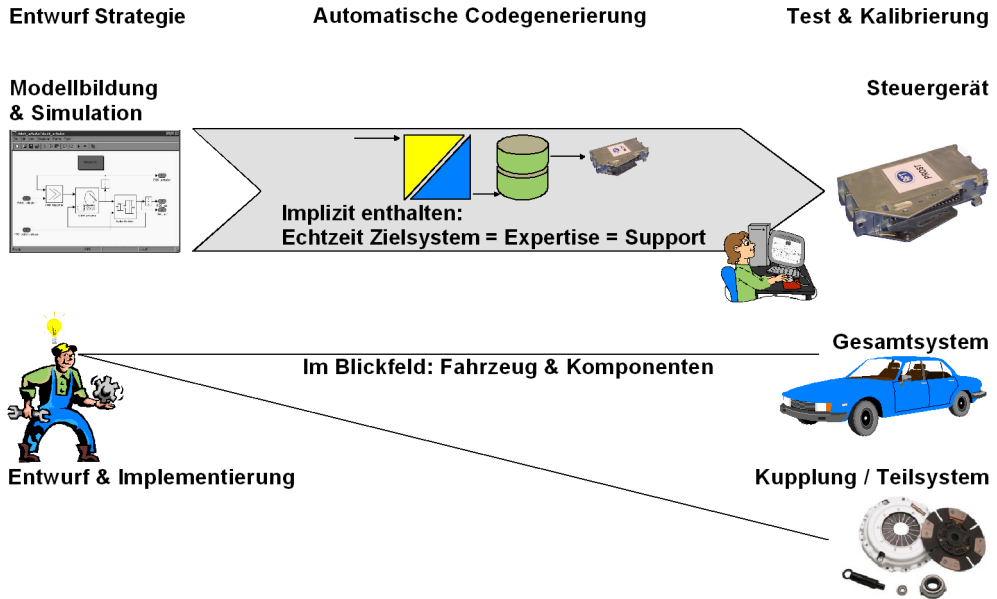 Entwurf Strategie
Automatische Codegenerierung
Test & Kalibrierung
Modellbildung
& Simulation
Steuergerät
PROST
Implizit enthalten:
Echtzeit Zielsystem = Expertise = Support
Gesamtsystem
Im Blickfeld: Fahrzeug & Komponenten
Entwurf & Implementierung
Kupplung / Teilsystem